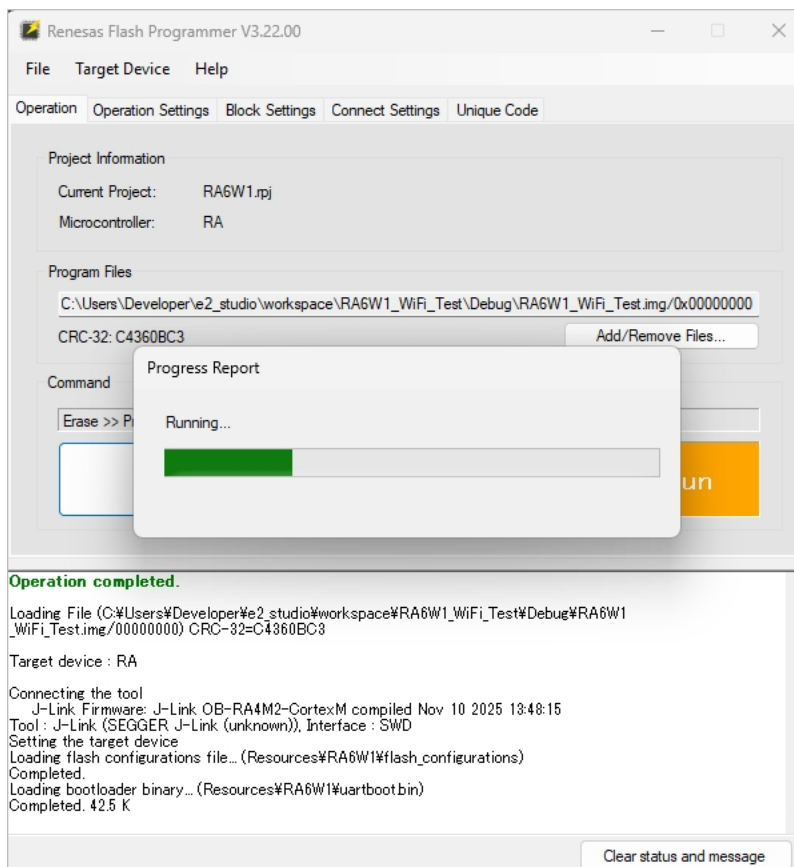 Renesas Flash Programmer V3.22.00
File Target Device Help
Operation Operation Settings Block Settings Connect Settings Unique Code
Project Information
Current Project: RA6W1.rpj
Microcontroller: RA
Program Files
C:\Users\Developer\e2_studio\workspace\RA6W1_WiFi_Test\Debug\RA6W1_WiFi_Test.img/0x00000000
CRC-32: C4360BC3
Add/Remove Files...
Progress Report
Command
Erase >> P
Running...
un
Operation completed.
Loading File (C:¥Users¥Developer¥e2_studio¥workspace¥RA6W1_WiFi_Test¥Debug¥RA6W1
_WiFi_Test.img/00000000) CRC-32=C4360BC3
Target device : RA
Connecting the tool
J-Link Firmware: J-Link OB-RA4M2-CortexM compiled Nov 10 2025 13:48:15
Tool : J-Link (SEGGER J-Link (unknown)), Interface : SWD
Setting the target device
Loading flash configurations file... (Resources¥RA6W1¥flash_configurations)
Completed.
Loading bootloader binary... (Resources¥RA6W1¥uartboot.bin)
Completed. 42.5 K
Clear status and message